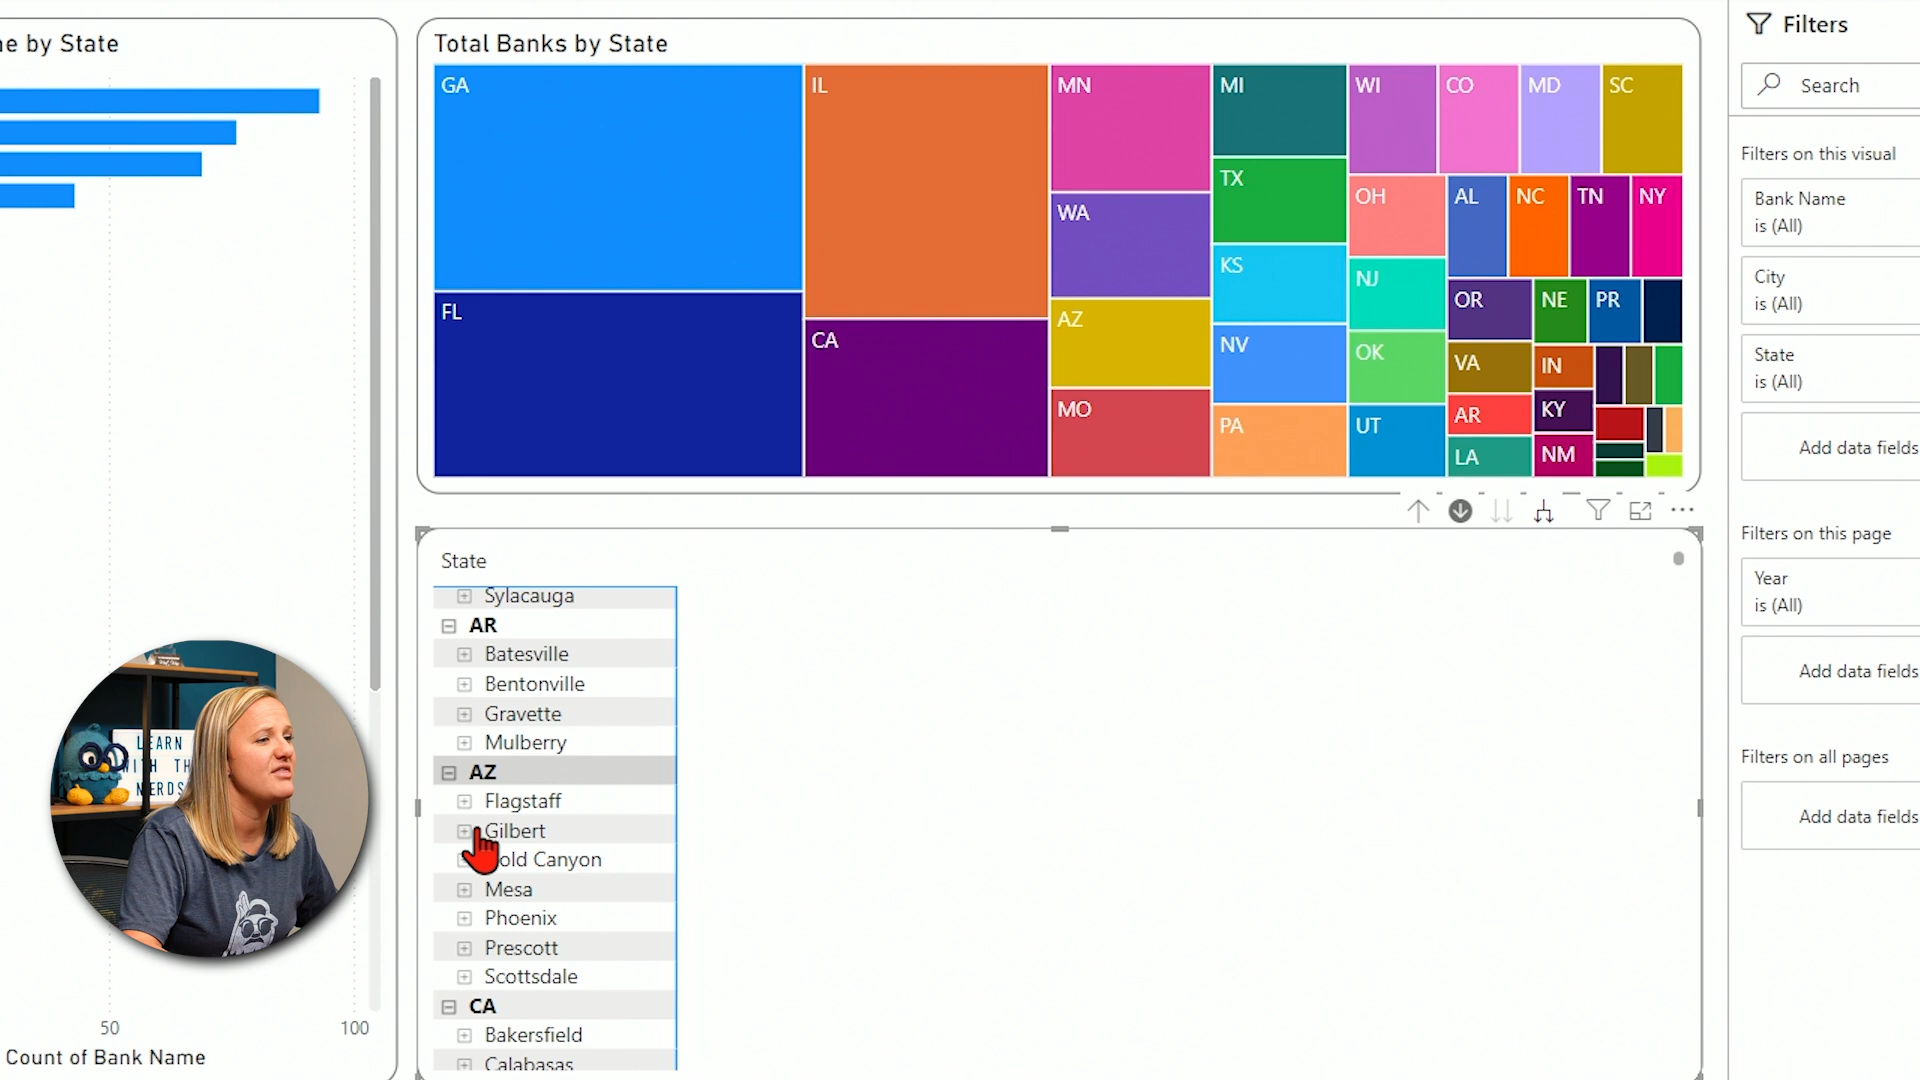 e by State
50
100
Count of Bank Name
Total Banks by State
GA
IL
MN
MI
WI
CO
MD
SC
TX
OH
AL
NC
TN
NY
WA
KS
NJ
OR
NE
PR
FL
CA
AZ
NV
OK
VA
IN
MO
PA
UT
AR
KY
LA
NM
State
Sylacauga
AR
Batesville
Bentonville
Gravette
Mulberry
AZ
Flagstaff
Gilbert
old Canyon
Mesa
Phoenix
Prescott
Scottsdale
CA
Bakersfield
Calabasas
LEARN
WITH TH
NERDS
Filters
Search
Filters on this visual
Bank Name
is (All)
City
is (All)
State
is (All)
Add data fields
Filters on this page
Year
is (All)
Add data fields
Filters on all pages
Add data fields